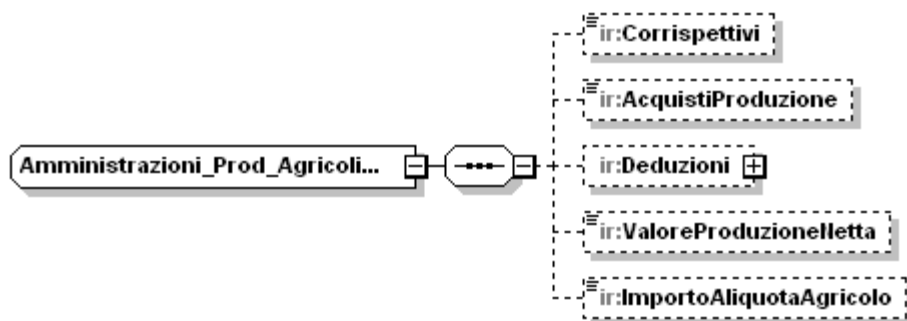 ir:Corrispettivi
ir:AcquistiProduzione
Amministrazioni_Prod_Agricoli...
ir:Deduzioni
ir:ValoreProduzioneNetta
ir:ImportoAliquotaAgricolo